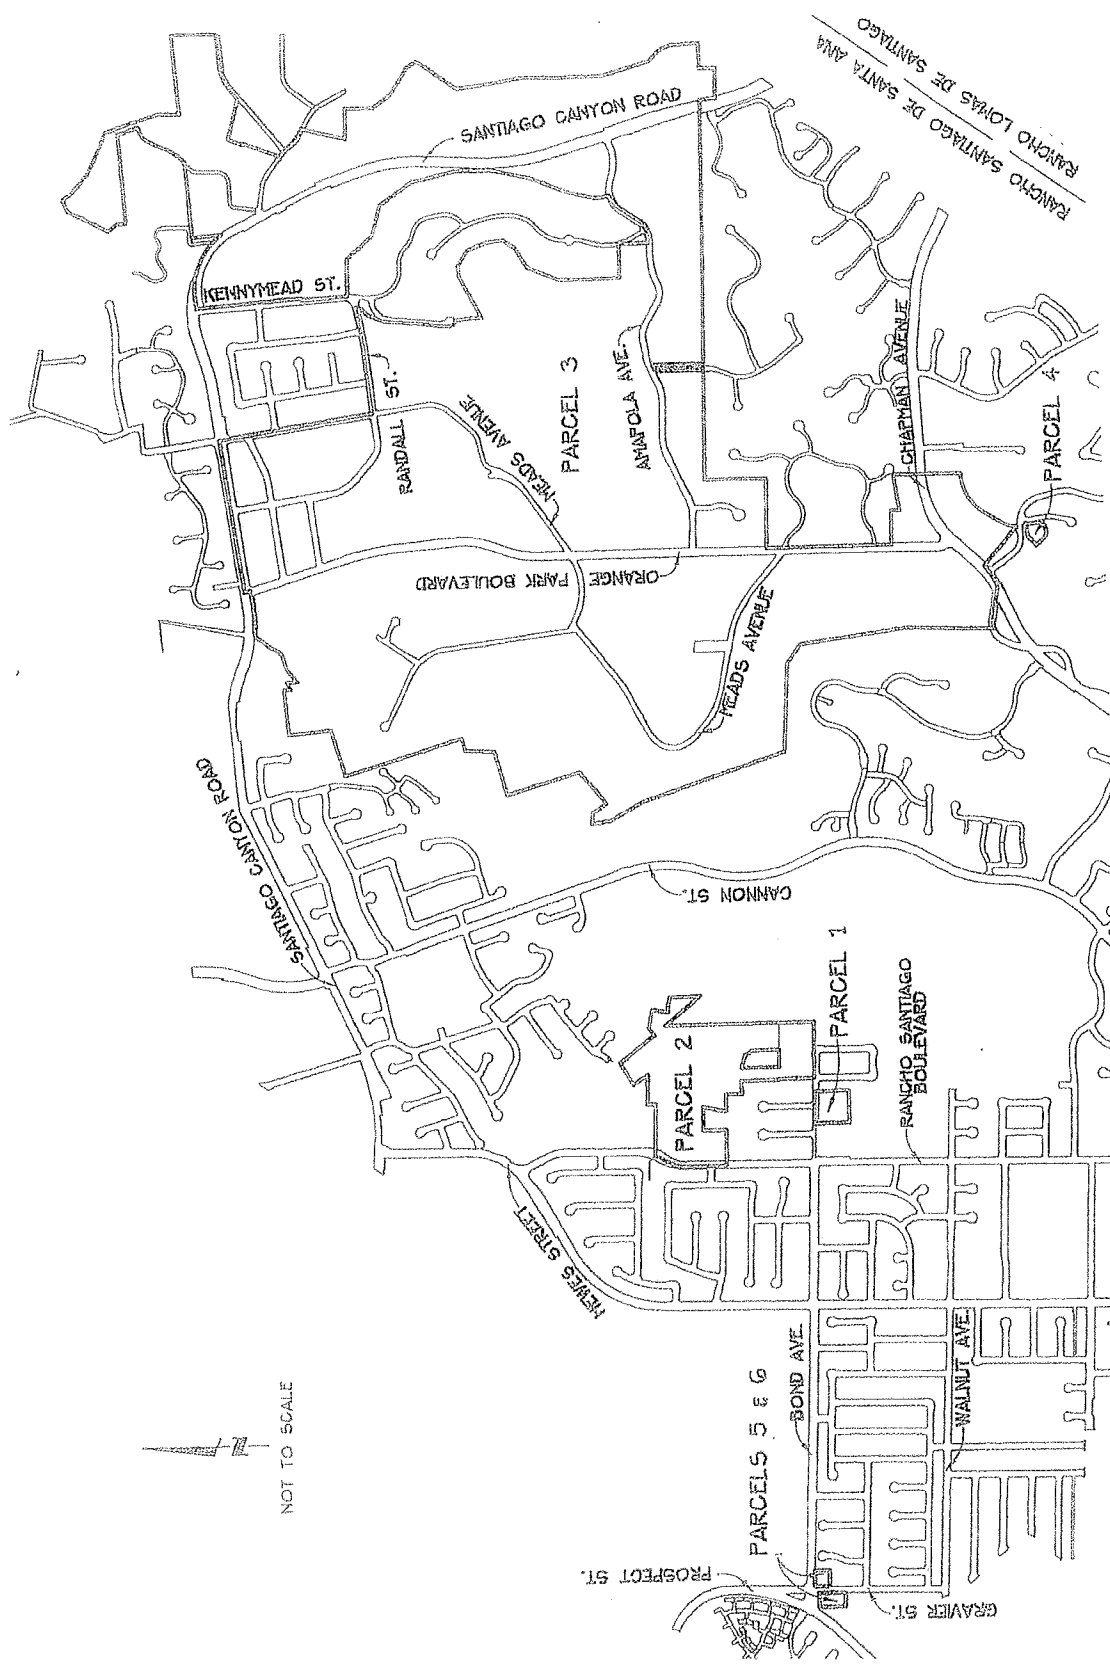 RANCHO LOMAS DE SANTIAGO
RANCHO SANTIAGO DE SANTA ANA
SANTIAGO CANYON ROAD
KENNYMEAD ST.
RANDALL ST.
MEADS AVENUE
PARCEL 3
AMAPOLA AVE.
CHAPMAN AVENUE
PARCEL 4
ORANGE PARK BOULEVARD
MEADS AVENUE
SANTIAGO CANYON ROAD
CANNON ST.
PARCEL 1
PARCEL 2
RANCHO SANTIAGO
BOULEVARD
HEWES STREET
BOND AVE.
WALNUT AVE.
PARCELS 5 & 6
PROSPECT ST.
GRAVIER ST.
N
NOT TO SCALE